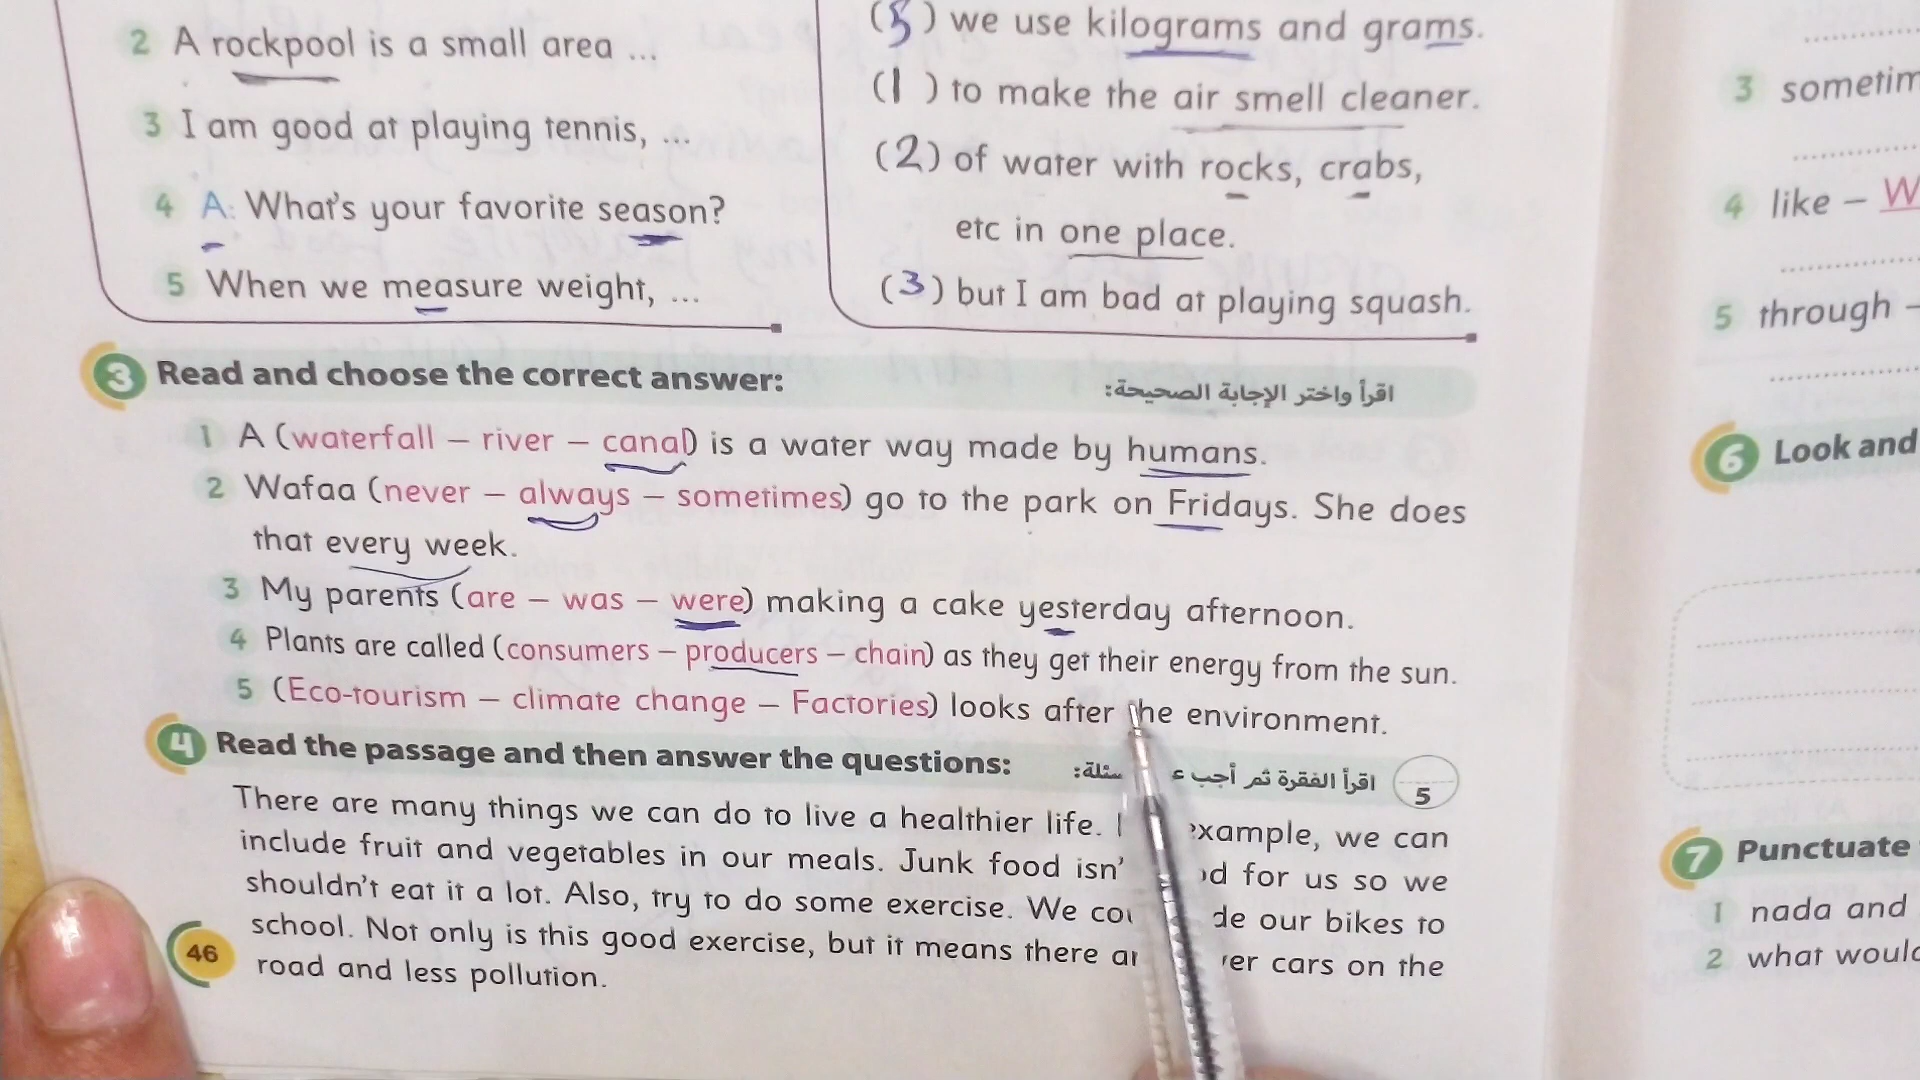 2 A rockpool is a small area ...
3 I am good at playing tennis, ...
4 A: What's your favorite season?
5 When we measure weight, ...
(5) we use kilograms and grams.
(1) to make the air smell cleaner.
(2) of water with rocks, crabs,
etc in one place.
(3) but I am bad at playing squash.
3 Read and choose the correct answer:
اقرأ واختر الإجابة الصحيحة:
1 A (waterfall – river – canal) is a water way made by humans.
2 Wafaa (never – always – sometimes) go to the park on Fridays. She does
that every week.
3 My parents (are – was – were) making a cake yesterday afternoon.
4 Plants are called (consumers – producers – chain) as they get their energy from the sun.
5 (Eco-tourism – climate change – Factories) looks after the environment.
4 Read the passage and then answer the questions:
اقرأ الفقرة ثم أجب
5
There are many things we can do to live a healthier life. example, we can
include fruit and vegetables in our meals. Junk food for us so we
shouldn't eat it a lot. Also, try to do some exercise. We our bikes to
school. Not only is this good exercise, but it means there cars on the
road and less pollution.
46
3 sometim
4 like – W
5 through –
6 Look and
7 Punctuate
1 nada and
2 what would